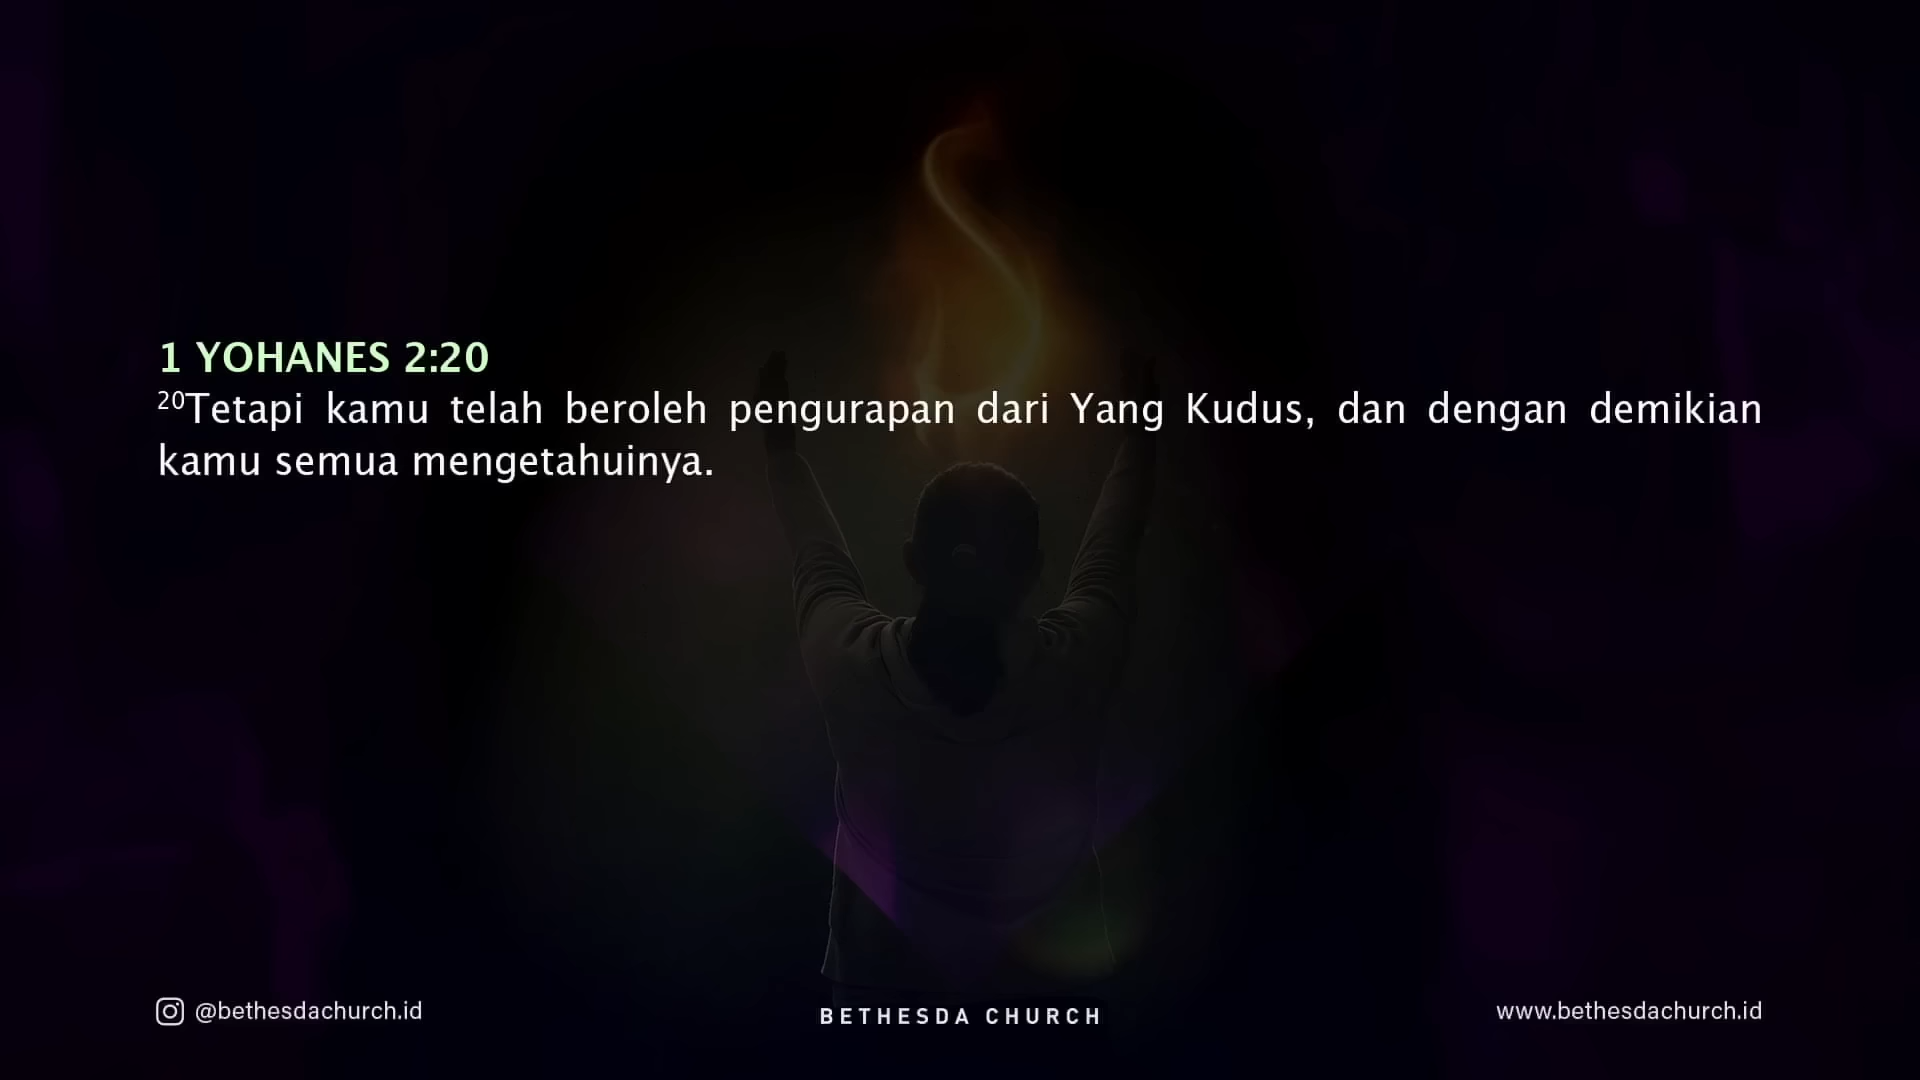 1 YOHANES 2:20
20Tetapi kamu telah beroleh pengurapan dari Yang Kudus, dan dengan demikian
kamu semua mengetahuinya.
@bethesdachurch.id
BETHESDA CHURCH
www.bethesdachurch.id